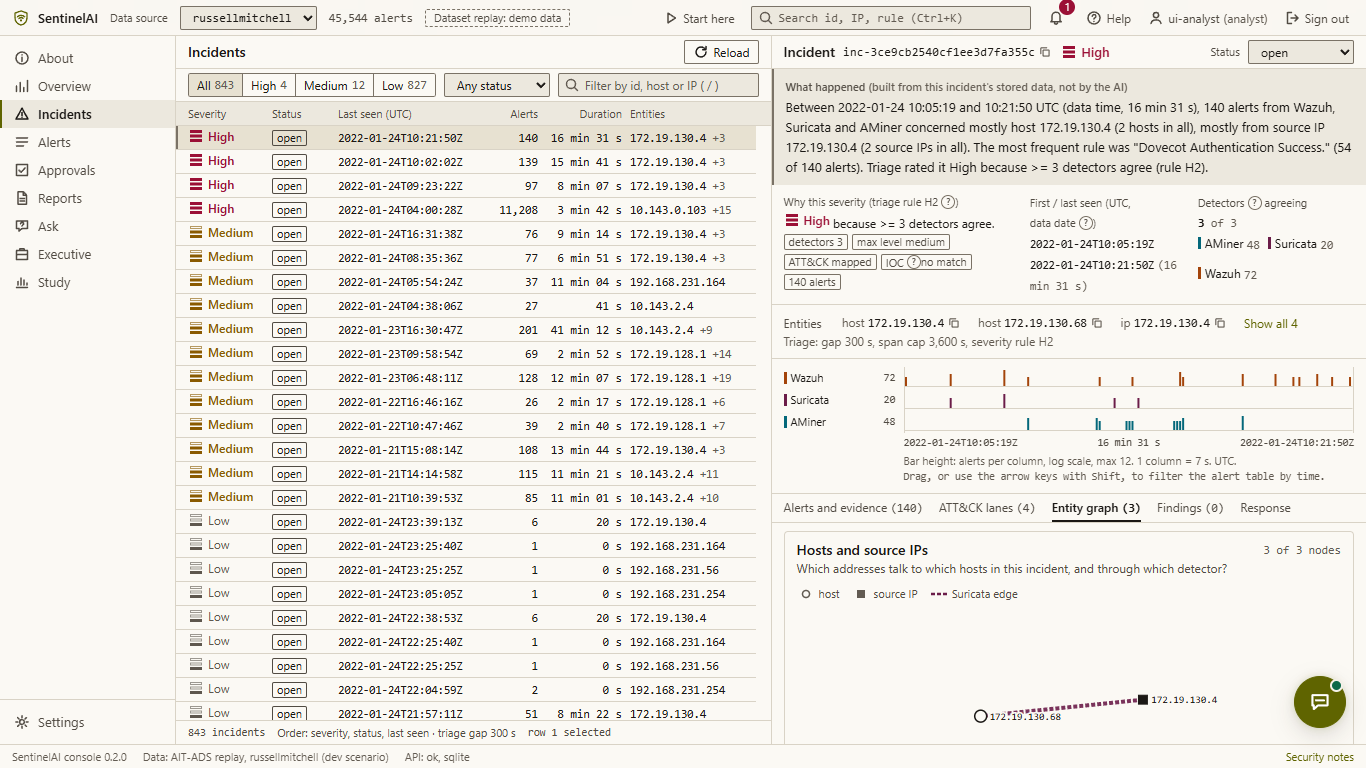 SentinelAI Data source russellmitchell 45,544 alerts Dataset replay: demo data Start here Search id, IP, rule (Ctrl+K) 1 Help ui-analyst (analyst) Sign out
About
Overview
Incidents
Alerts
Approvals
Reports
Ask
Executive
Study
Settings
Incidents Reload
All 843 High 4 Medium 12 Low 827 Any status Filter by id, host or IP ( / )
Severity Status Last seen (UTC) Alerts Duration Entities
High open 2022-01-24T10:21:50Z 140 16 min 31 s 172.19.130.4 +3
High open 2022-01-24T10:02:02Z 139 15 min 41 s 172.19.130.4 +3
High open 2022-01-24T09:23:22Z 97 8 min 07 s 172.19.130.4 +3
High open 2022-01-24T04:00:28Z 11,208 3 min 42 s 10.143.0.103 +15
Medium open 2022-01-24T16:31:38Z 76 9 min 14 s 172.19.130.4 +3
Medium open 2022-01-24T08:35:36Z 77 6 min 51 s 172.19.130.4 +3
Medium open 2022-01-24T05:54:24Z 37 11 min 04 s 192.168.231.164
Medium open 2022-01-24T04:38:06Z 27 41 s 10.143.2.4
Medium open 2022-01-23T16:30:47Z 201 41 min 12 s 10.143.2.4 +9
Medium open 2022-01-23T09:58:54Z 69 2 min 52 s 172.19.128.1 +14
Medium open 2022-01-23T06:48:11Z 128 12 min 07 s 172.19.128.1 +19
Medium open 2022-01-22T16:46:16Z 26 2 min 17 s 172.19.128.1 +6
Medium open 2022-01-22T10:47:46Z 39 2 min 40 s 172.19.128.1 +7
Medium open 2022-01-21T15:08:14Z 108 13 min 44 s 172.19.130.4 +3
Medium open 2022-01-21T14:14:58Z 115 11 min 21 s 10.143.2.4 +11
Medium open 2022-01-21T10:39:53Z 85 11 min 01 s 10.143.2.4 +10
Low open 2022-01-24T23:39:13Z 6 20 s 172.19.130.4
Low open 2022-01-24T23:25:40Z 1 0 s 192.168.231.164
Low open 2022-01-24T23:25:25Z 1 0 s 192.168.231.56
Low open 2022-01-24T23:05:05Z 1 0 s 192.168.231.254
Low open 2022-01-24T22:38:53Z 6 20 s 172.19.130.4
Low open 2022-01-24T22:25:40Z 1 0 s 192.168.231.164
Low open 2022-01-24T22:25:25Z 1 0 s 192.168.231.56
Low open 2022-01-24T22:04:59Z 2 0 s 192.168.231.254
Low open 2022-01-24T21:57:11Z 51 8 min 22 s 172.19.130.4
843 incidents Order: severity, status, last seen · triage gap 300 s row 1 selected
Incident inc-3ce9cb2540cf1ee3d7fa355c High Status open
What happened (built from this incident's stored data, not by the AI)
Between 2022-01-24 10:05:19 and 10:21:50 UTC (data time, 16 min 31 s), 140 alerts from Wazuh,
Suricata and AMiner concerned mostly host 172.19.130.4 (2 hosts in all), mostly from source IP
172.19.130.4 (2 source IPs in all). The most frequent rule was "Dovecot Authentication Success." (54
of 140 alerts). Triage rated it High because >= 3 detectors agree (rule H2).
Why this severity (triage rule H2 ?)
High because >= 3 detectors agree.
detectors 3 max level medium
ATT&CK mapped IOC ? no match
140 alerts
First / last seen (UTC,
data date ?)
2022-01-24T10:05:19Z
2022-01-24T10:21:50Z (16
min 31 s)
Detectors ? agreeing
3 of 3
AMiner 48 Suricata 20
Wazuh 72
Entities host 172.19.130.4 host 172.19.130.68 ip 172.19.130.4 Show all 4
Triage: gap 300 s, span cap 3,600 s, severity rule H2
Wazuh 72
Suricata 20
AMiner 48
2022-01-24T10:05:19Z 16 min 31 s 2022-01-24T10:21:50Z
Bar height: alerts per column, log scale, max 12. 1 column = 7 s. UTC.
Drag, or use the arrow keys with Shift, to filter the alert table by time.
Alerts and evidence (140) ATT&CK lanes (4) Entity graph (3) Findings (0) Response
Hosts and source IPs 3 of 3 nodes
Which addresses talk to which hosts in this incident, and through which detector?
host source IP Suricata edge
172.19.130.4
172.19.130.68
SentinelAI console 0.2.0 Data: AIT-ADS replay, russellmitchell (dev scenario) API: ok, sqlite Security notes